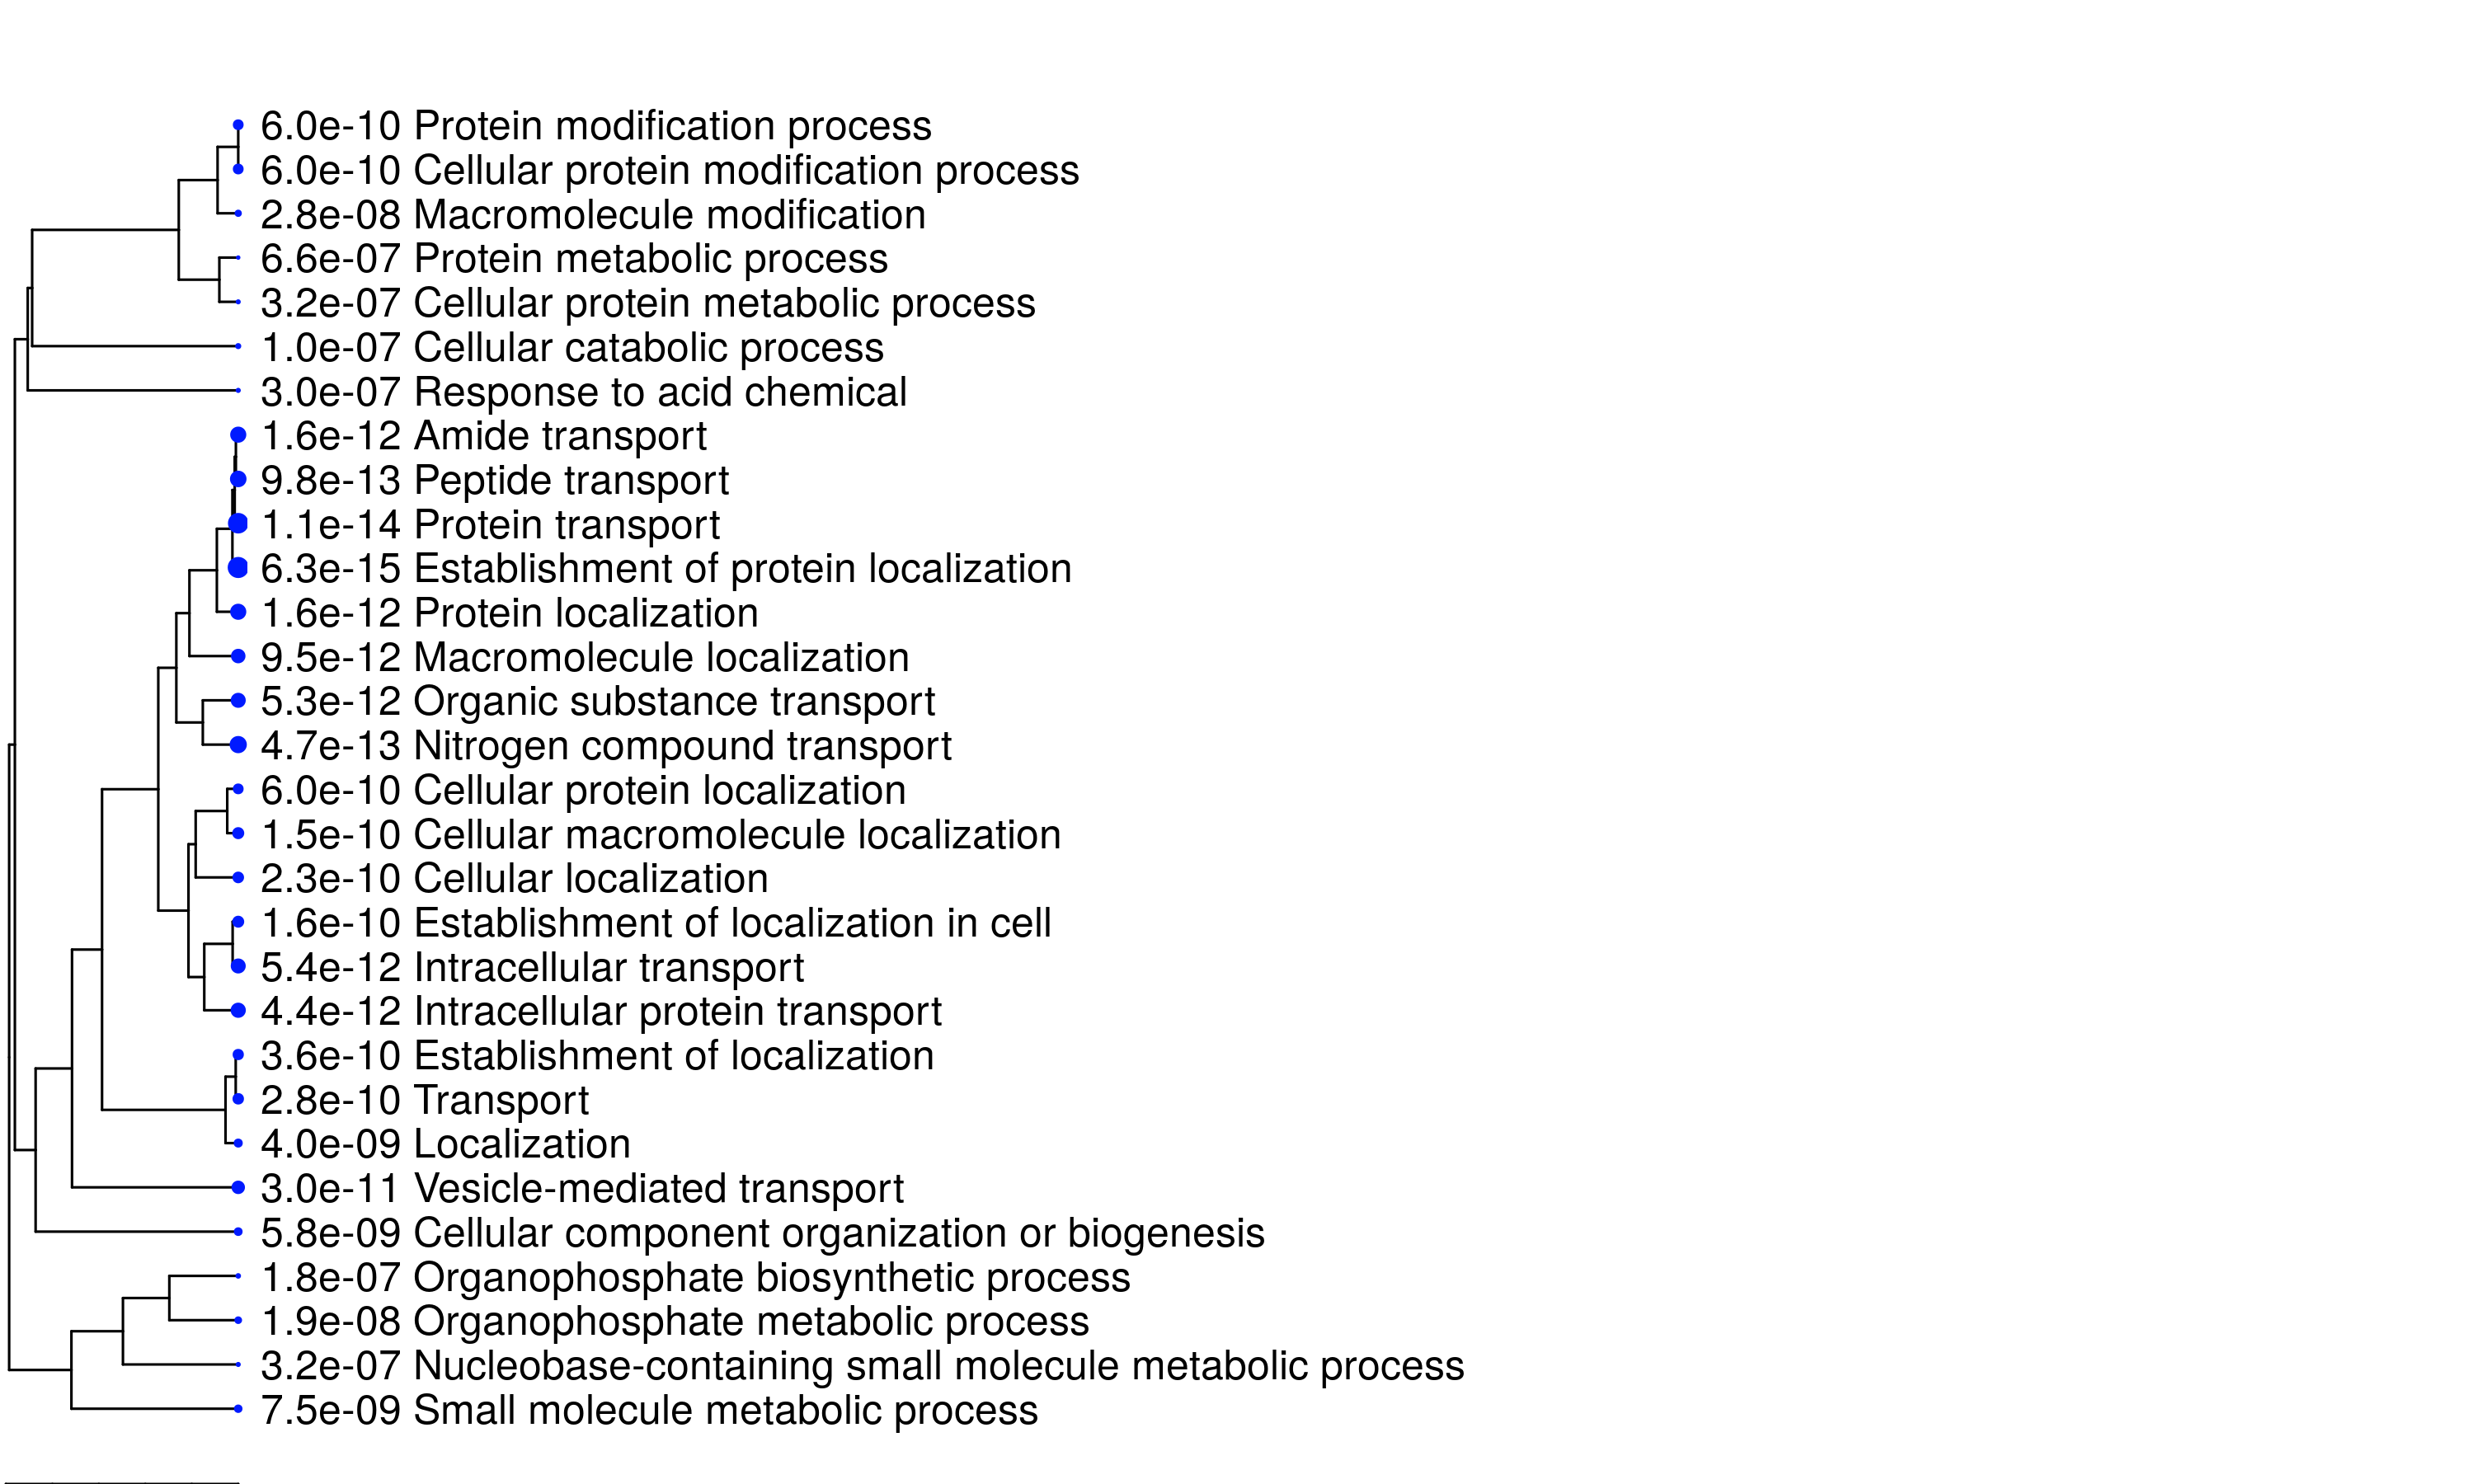 6.0e-10 Protein modification process
6.0e-10 Cellular protein modification process
2.8e-08 Macromolecule modification
6.6e-07 Protein metabolic process
3.2e-07 Cellular protein metabolic process
1.0e-07 Cellular catabolic process
3.0e-07 Response to acid chemical
1.6e-12 Amide transport
9.8e-13 Peptide transport
1.1e-14 Protein transport
6.3e-15 Establishment of protein localization
1.6e-12 Protein localization
9.5e-12 Macromolecule localization
5.3e-12 Organic substance transport
4.7e-13 Nitrogen compound transport
6.0e-10 Cellular protein localization
1.5e-10 Cellular macromolecule localization
2.3e-10 Cellular localization
1.6e-10 Establishment of localization in cell
5.4e-12 Intracellular transport
4.4e-12 Intracellular protein transport
3.6e-10 Establishment of localization
2.8e-10 Transport
4.0e-09 Localization
3.0e-11 Vesicle-mediated transport
5.8e-09 Cellular component organization or biogenesis
1.8e-07 Organophosphate biosynthetic process
1.9e-08 Organophosphate metabolic process
3.2e-07 Nucleobase-containing small molecule metabolic process
7.5e-09 Small molecule metabolic process